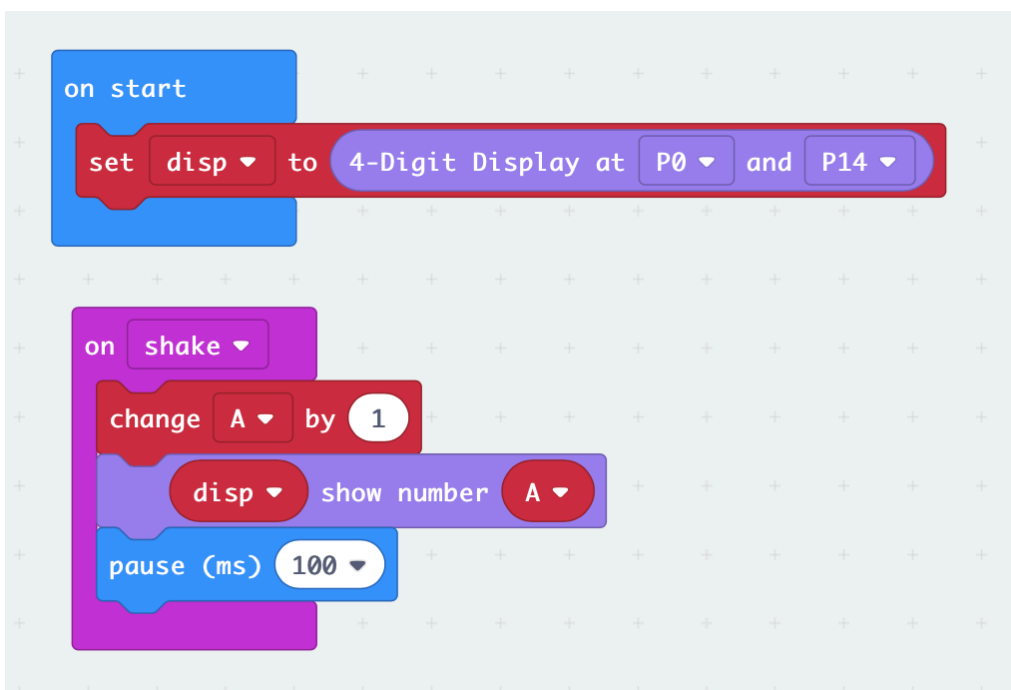 on start
set disp to 4-Digit Display at P0 and P14
on shake
change A by 1
disp show number A
pause (ms) 100